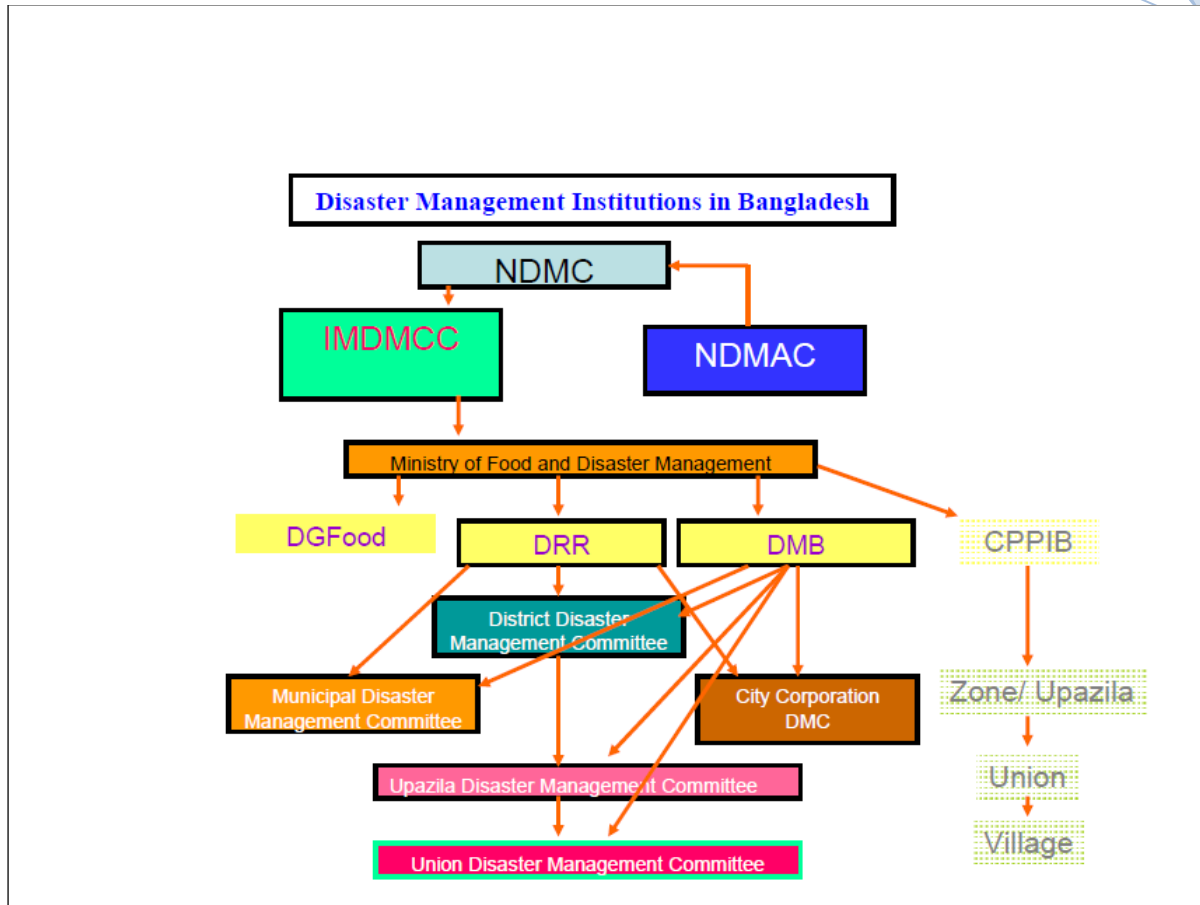 Disaster Management Institutions in Bangladesh
NDMC
IMDMCC
NDMAC
Ministry of Food and Disaster Management
DGFood
DRR
DMB
CPPIB
District Disaster
Management Committee
Municipal Disaster
Management Committee
City Corporation
DMC
Zone/ Upazila
Upazila Disaster Management Committee
Union
Union Disaster Management Committee
Village